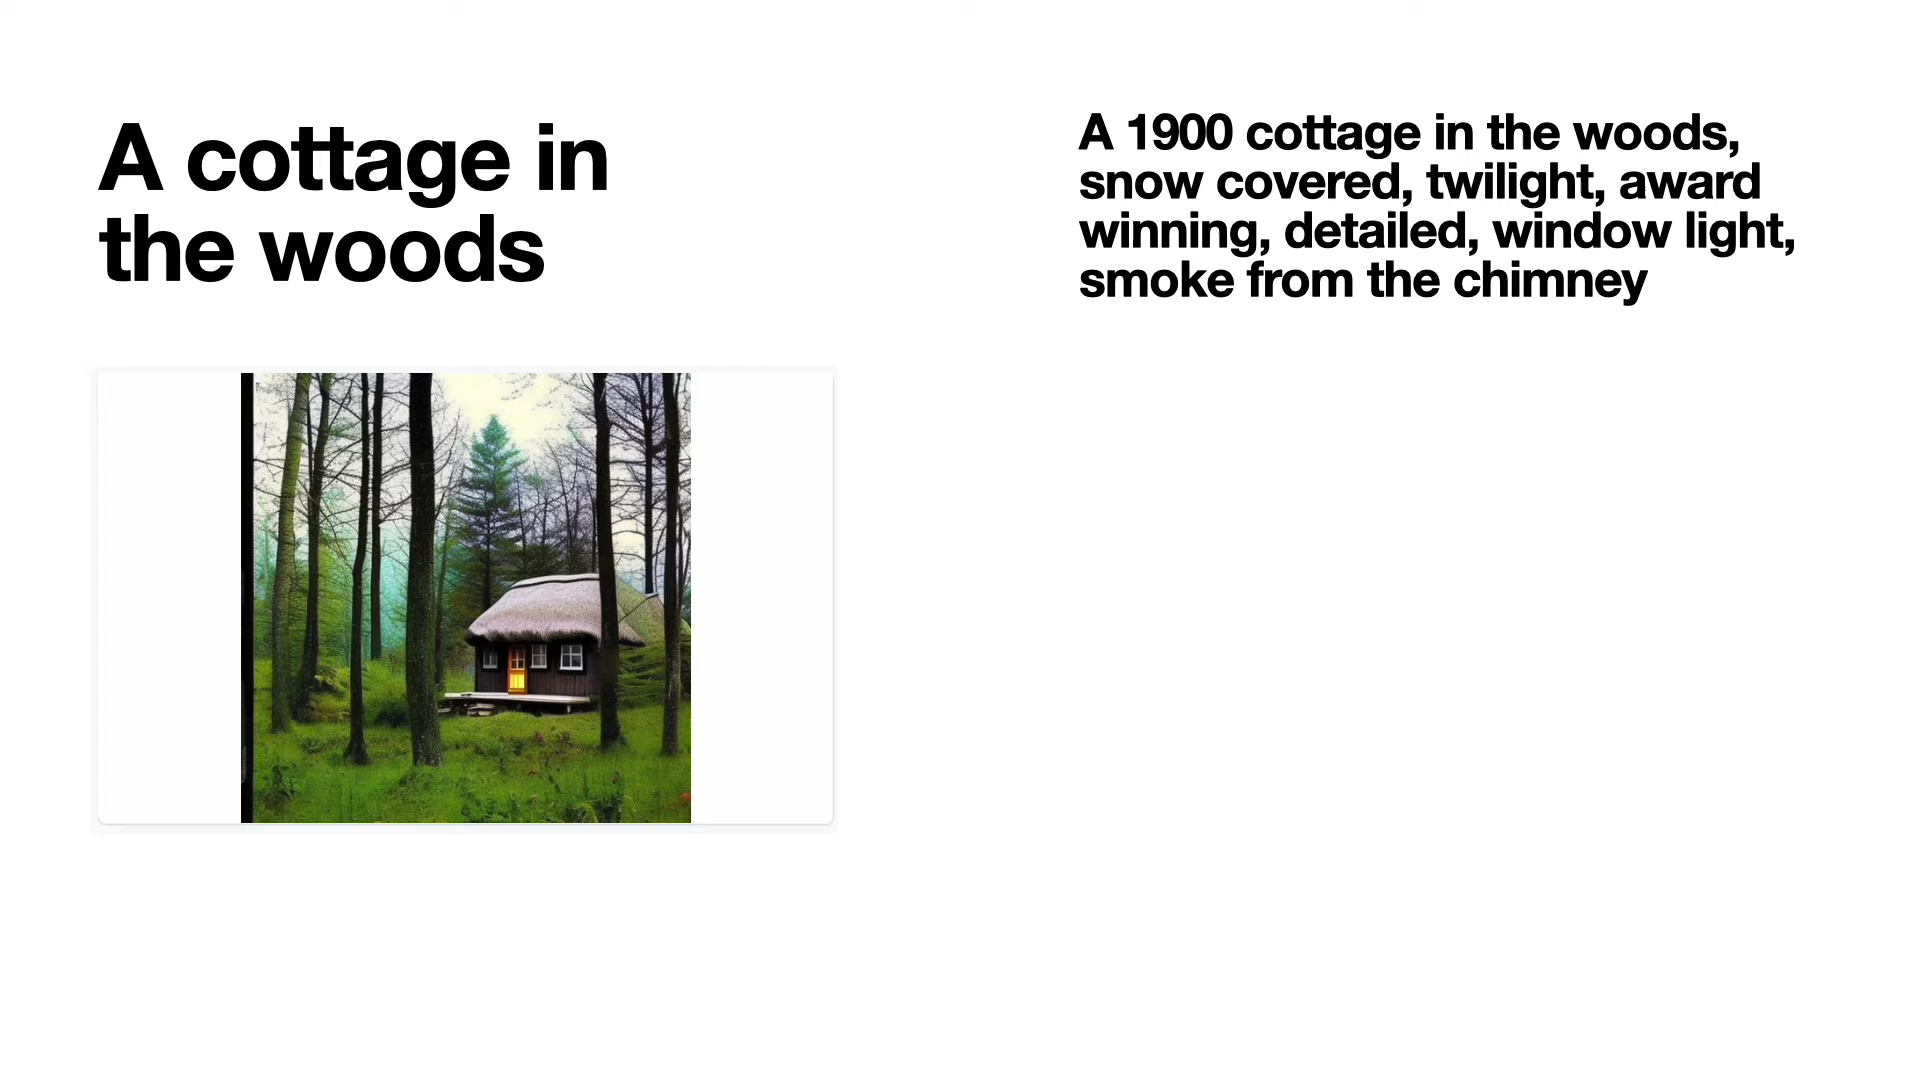 A cottage in
the woods
A 1900 cottage in the woods,
snow covered, twilight, award
winning, detailed, window light,
smoke from the chimney